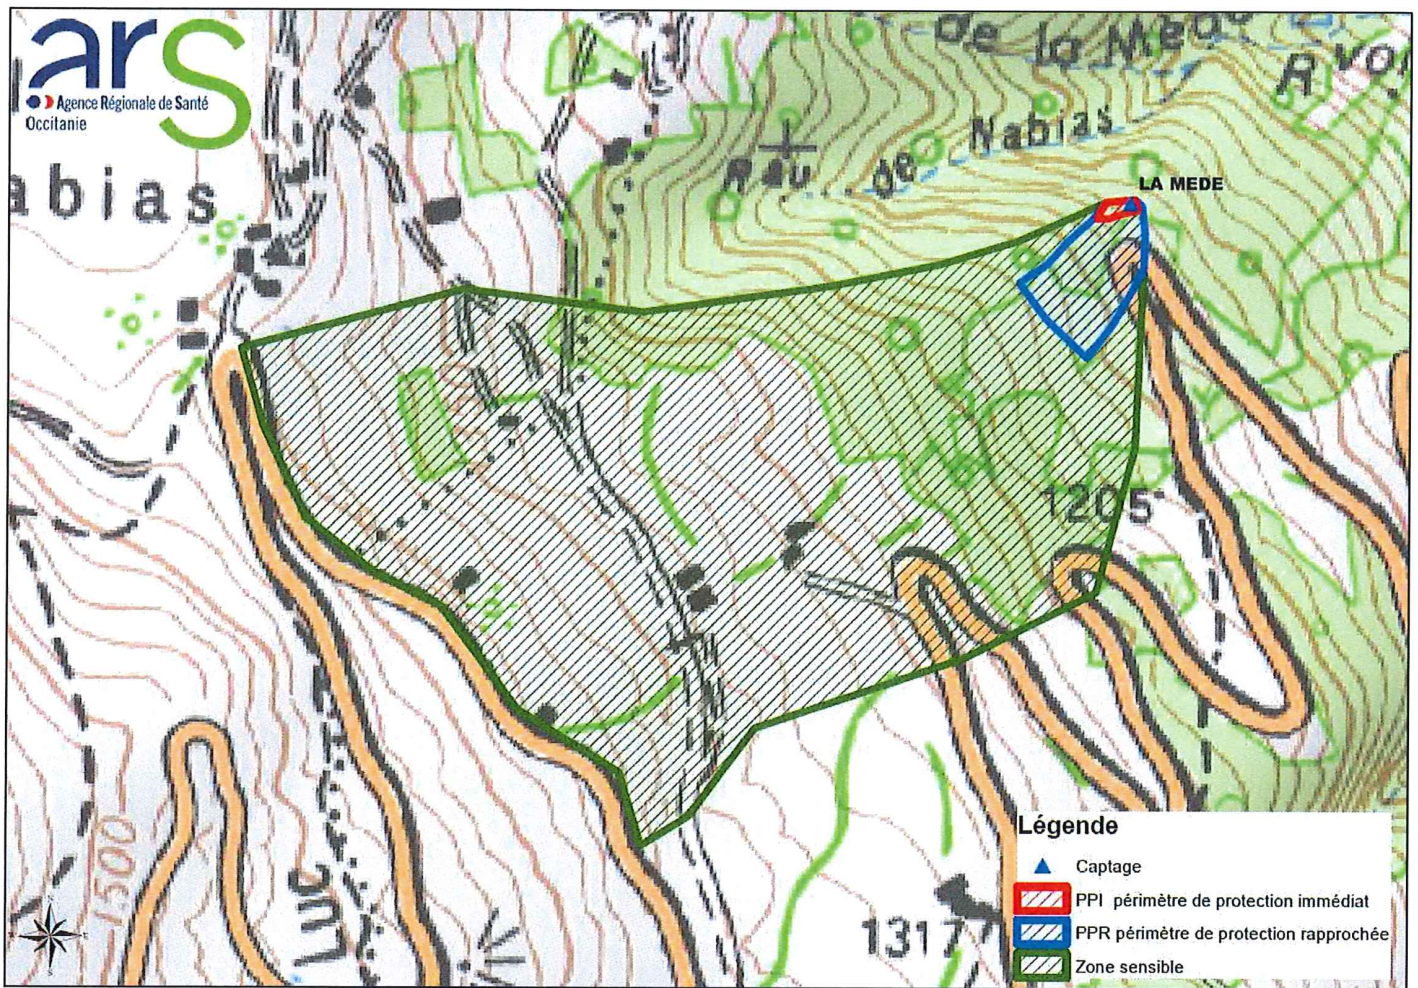 ars
Agence Régionale de Santé
Occitanie
de la Mède
abias
Rau de Nabias
LA MEDE
1205
1500
Luc
1317
Légende
Captage
PPI périmètre de protection immédiat
PPR périmètre de protection rapprochée
Zone sensible